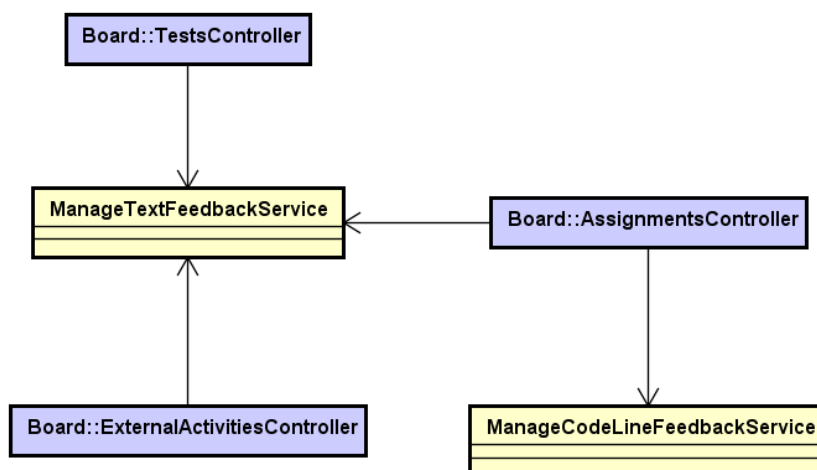 Board::TestsController
ManageTextFeedbackService
Board::AssignmentsController
Board::ExternalActivitiesController
ManageCodeLineFeedbackService